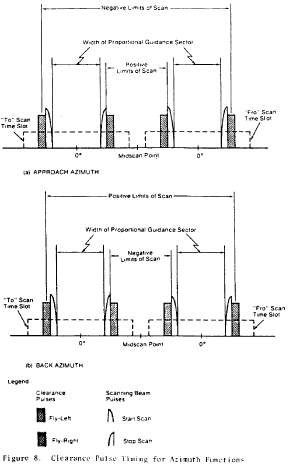 Negative Limits of Scan
Width of Proportional Guidance Sector
Positive
Limits of Scan
"To" Scan
Time Slot
"Fro" Scan
Time Slot
0°
Midscan Point
0°
(a) APPROACH AZIMUTH
Positive Limits of Scan
Width of Proportional Guidance Sector
Negative
Limits of Scan
"To" Scan
Time Slot
"Fro" Scan
Time Slot
0°
Midscan Point
0°
(b) BACK AZIMUTH
Legend
Clearance
Pulses
Scanning Beam
Pulses
Fly-Left
Start Scan
Fly-Right
Stop Scan
Figure 8. Clearance Pulse Timing for Azimuth Functions